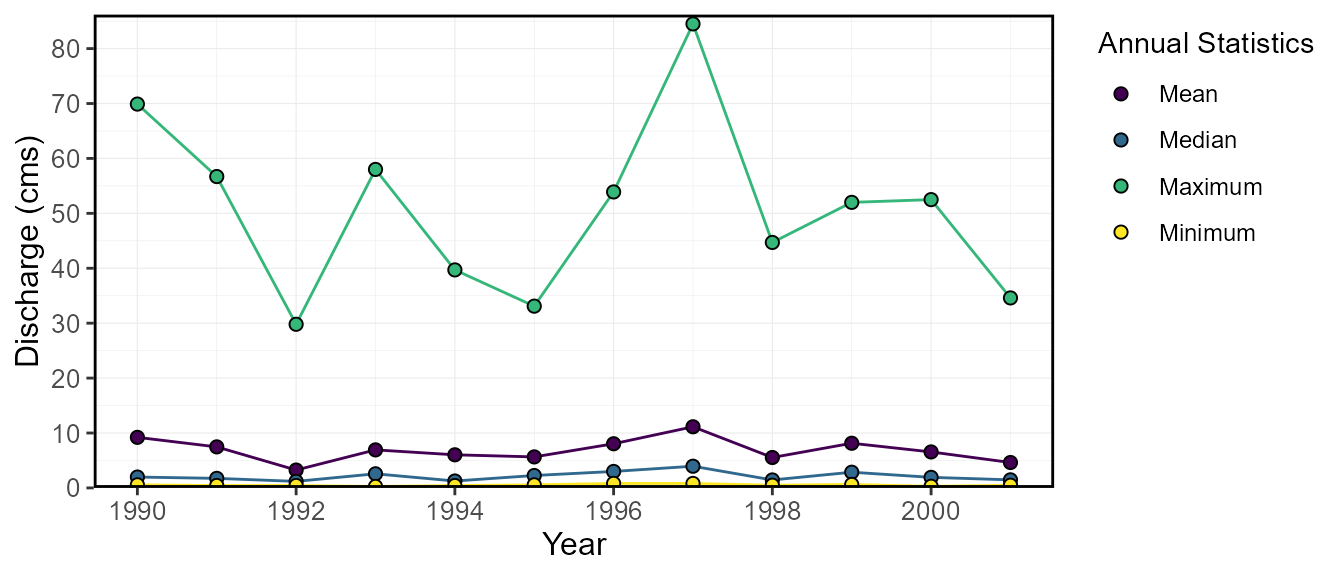 Annual Statistics
Mean
Median
Maximum
Minimum
Discharge (cms)
80
70
60
50
40
30
20
10
0
1990 1992 1994 1996 1998 2000
Year